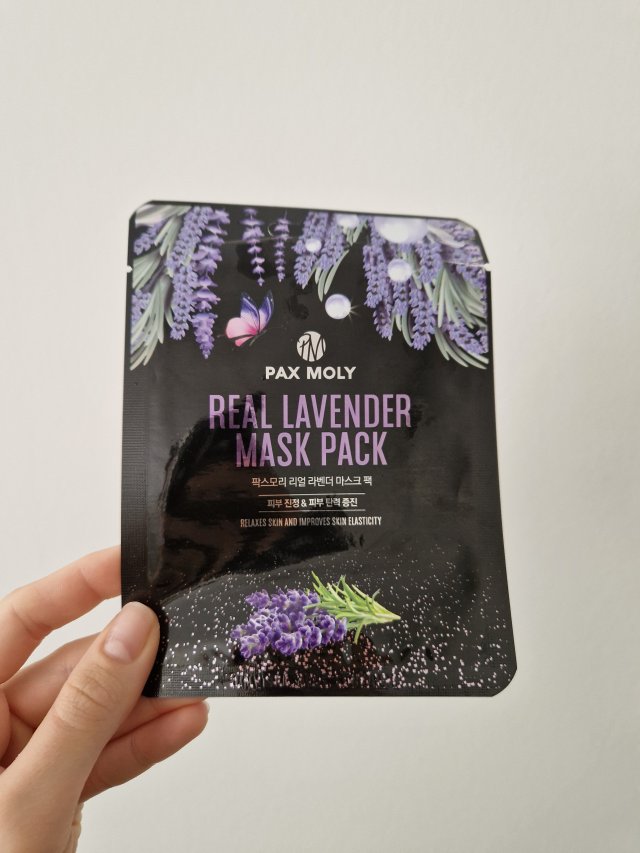 PM
PAX MOLY
REAL LAVENDER
MASK PACK
팍스모리 리얼 라벤더 마스크 팩
피부 진정 & 피부 탄력 증진
RELAXES SKIN AND IMPROVES SKIN ELASTICITY